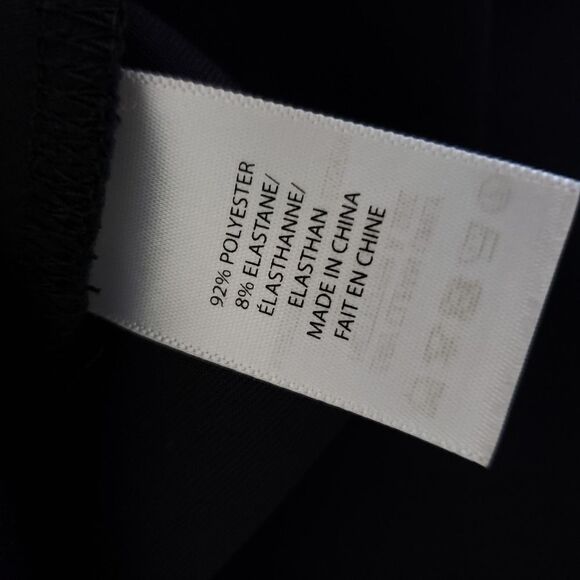 92% POLYESTER
8% ELASTANE/
ÉLASTHANNE/
ELASTHAN
MADE IN CHINA
FAIT EN CHINE